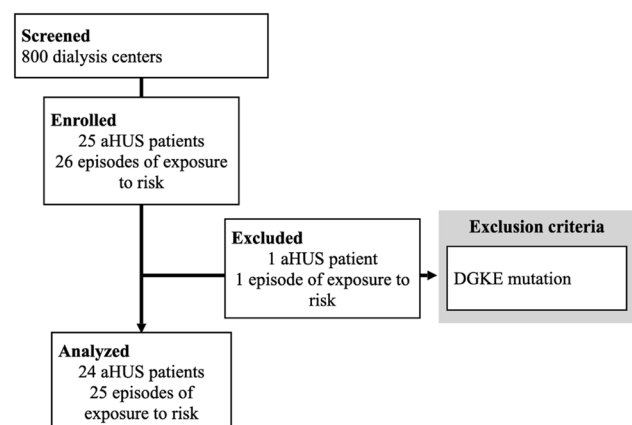 Screened
800 dialysis centers
Enrolled
25 aHUS patients
26 episodes of exposure
to risk
Excluded
1 aHUS patient
1 episode of exposure to
risk
Exclusion criteria
DGKE mutation
Analyzed
24 aHUS patients
25 episodes of
exposure to risk